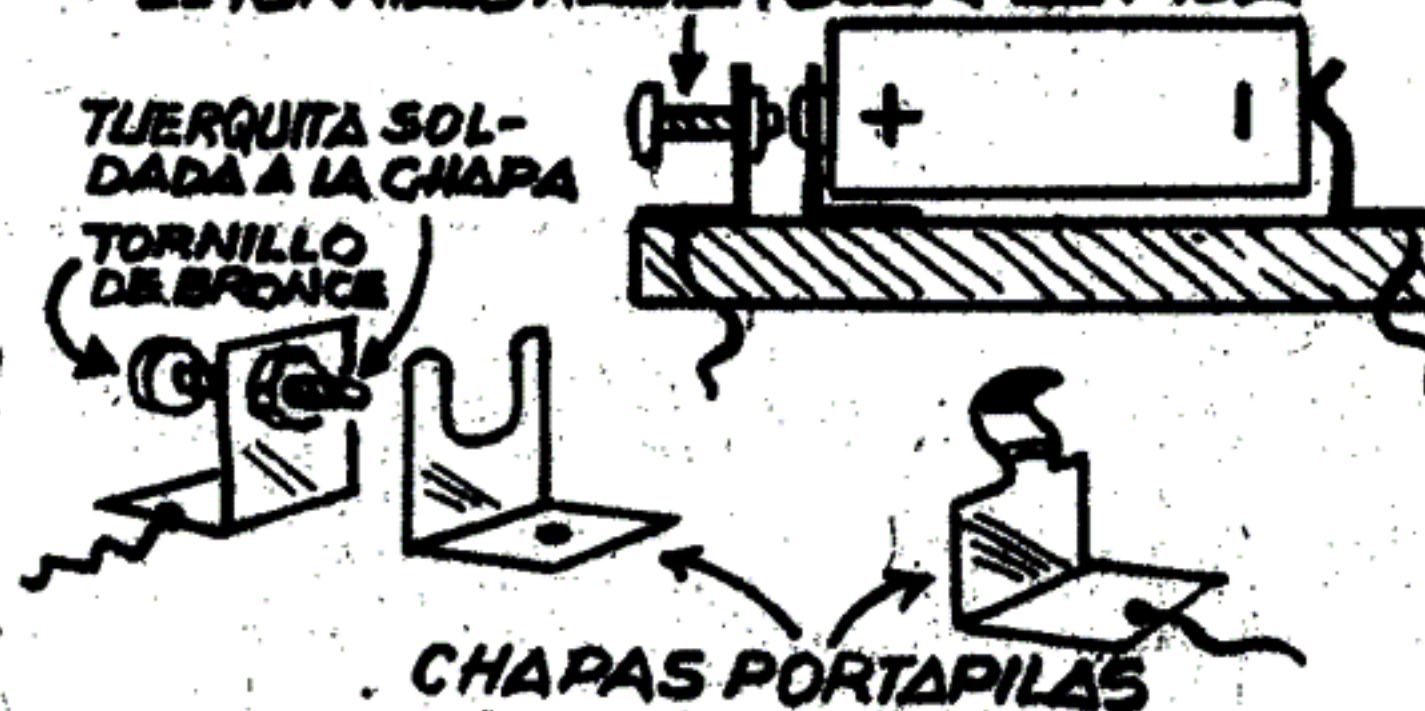 TUERQUITA SOL-
DADA A LA CHAPA
TORNILLO
DE BRONCE
+ -
CHAPAS PORTAPILAS